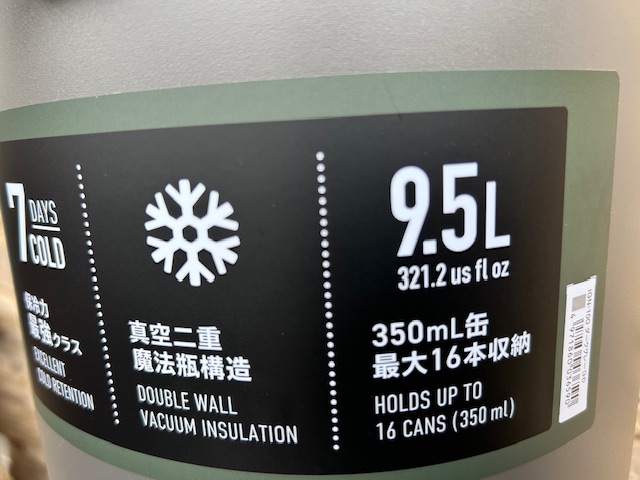 7 DAYS
COLD
保冷力
最強クラス
EXCELLENT
COLD RETENTION
真空二重
魔法瓶構造
DOUBLE WALL
VACUUM INSULATION
9.5L
321.2 us fl oz
350mL缶
最大16本収納
HOLDS UP TO
16 CANS (350 ml)